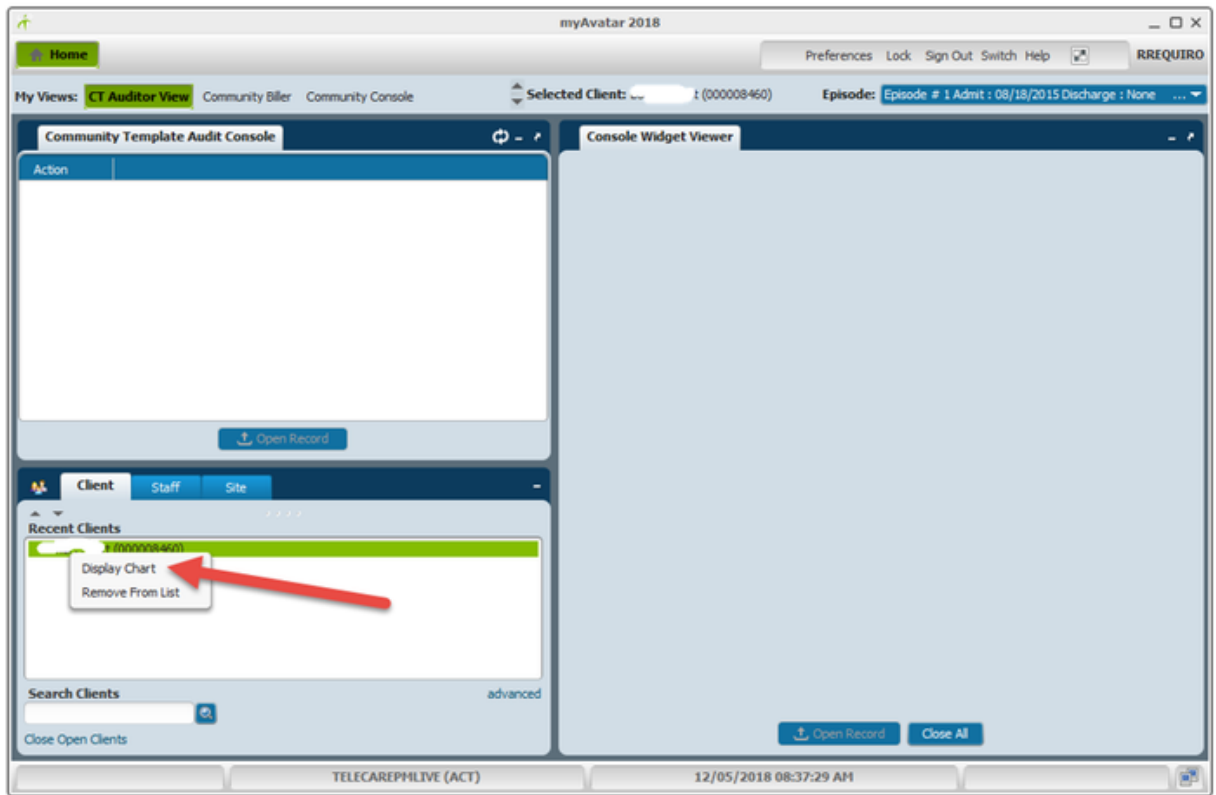 myAvatar 2018
Home
Preferences Lock Sign Out Switch Help RREQUIRO
My Views: CT Auditor View Community Biller Community Console Selected Client: t (000008460) Episode: Episode # 1 Admit : 08/18/2015 Discharge : None ...
Community Template Audit Console
Console Widget Viewer
Action
Open Record
Client Staff Site
Recent Clients
t (000008460)
Display Chart
Remove From List
Search Clients advanced
Close Open Clients
Open Record Close All
TELECAREPMLIVE (ACT) 12/05/2018 08:37:29 AM